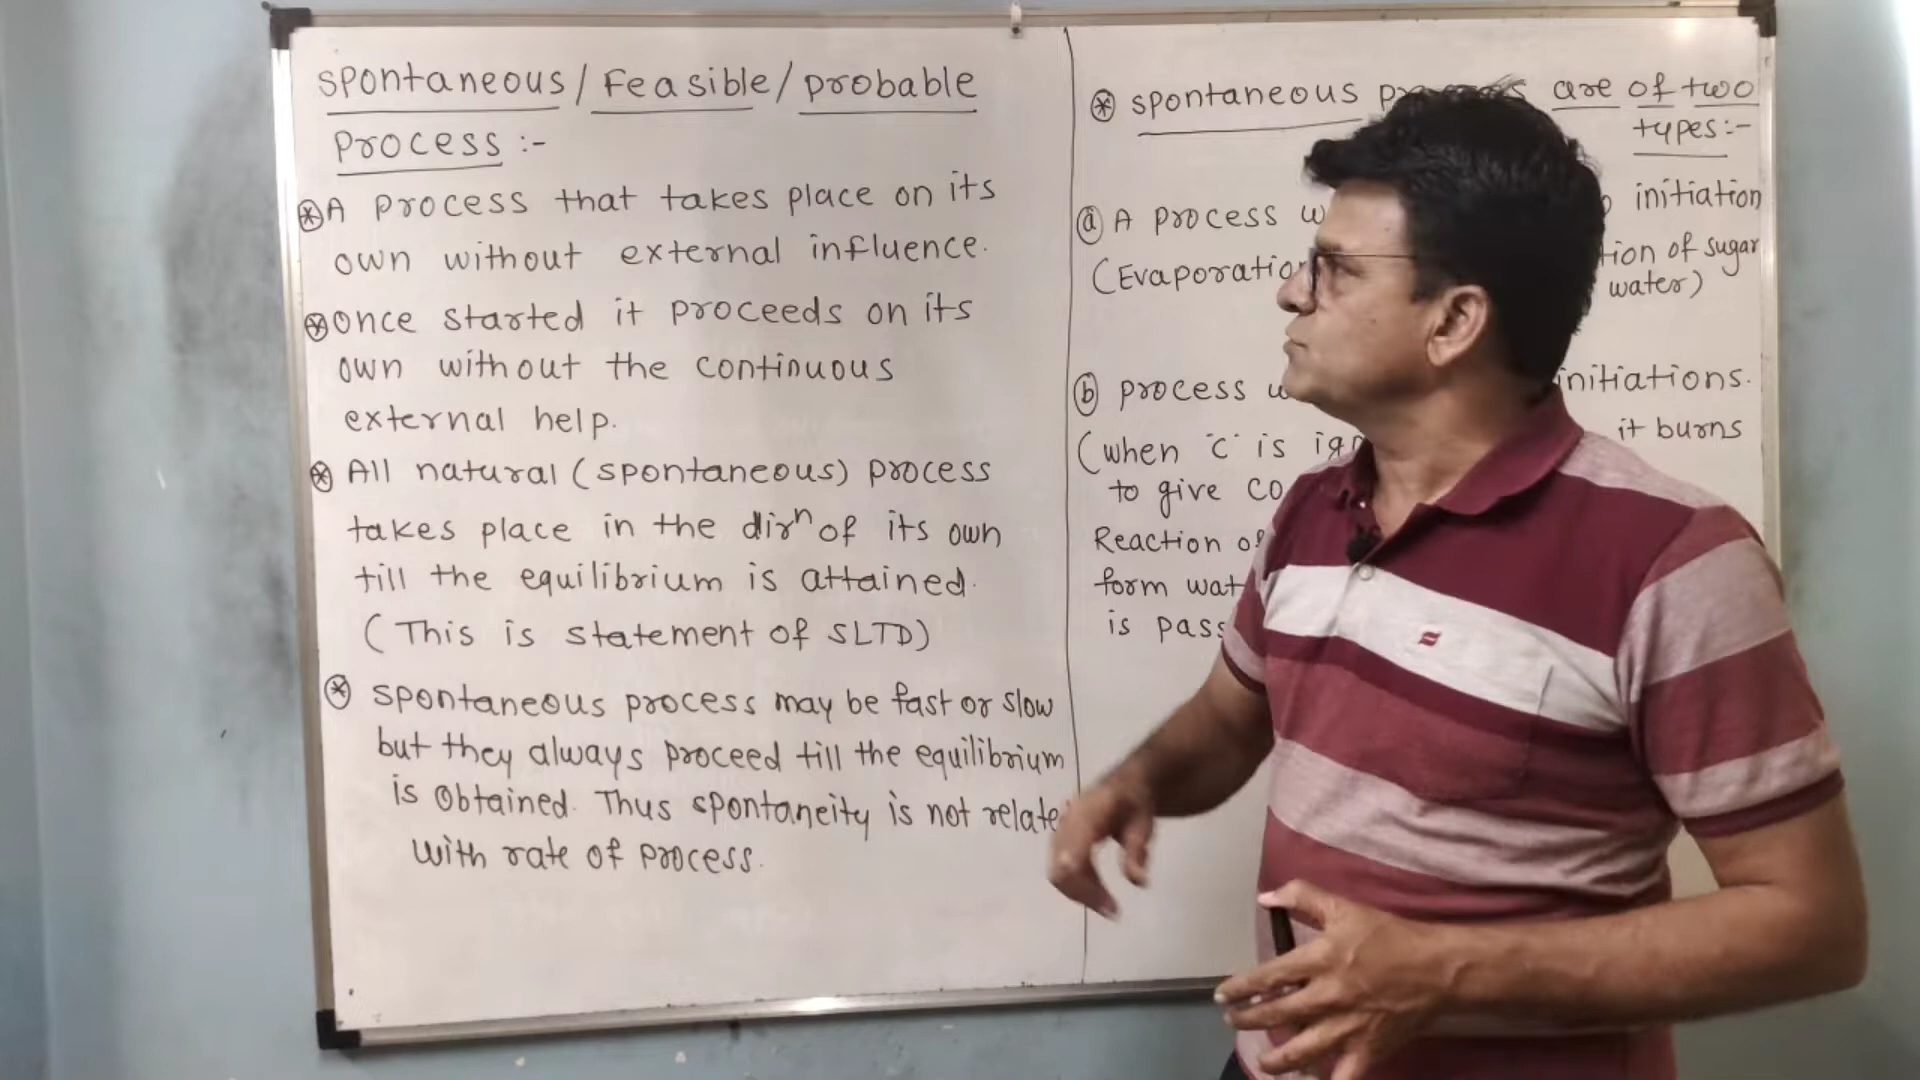 spontaneous / Feasible / probable
process :-
⊛ A process that takes place on its
own without external influence.
⊛ once started it proceeds on its
own without the continuous
external help.
⊛ All natural (spontaneous) process
takes place in the dirⁿ of its own
till the equilibrium is attained.
(This is statement of SLTD)
⊛ spontaneous process may be fast or slow
but they always proceed till the equilibrium
is obtained. Thus spontaneity is not relate
with rate of process.
⊛ spontaneous are of two
types:-
ⓐ A process initiation
(Evaporatio tion of sugar
water)
ⓑ process initiations.
(when 'C' is it burns
to give CO
Reaction of
form wat
is pass